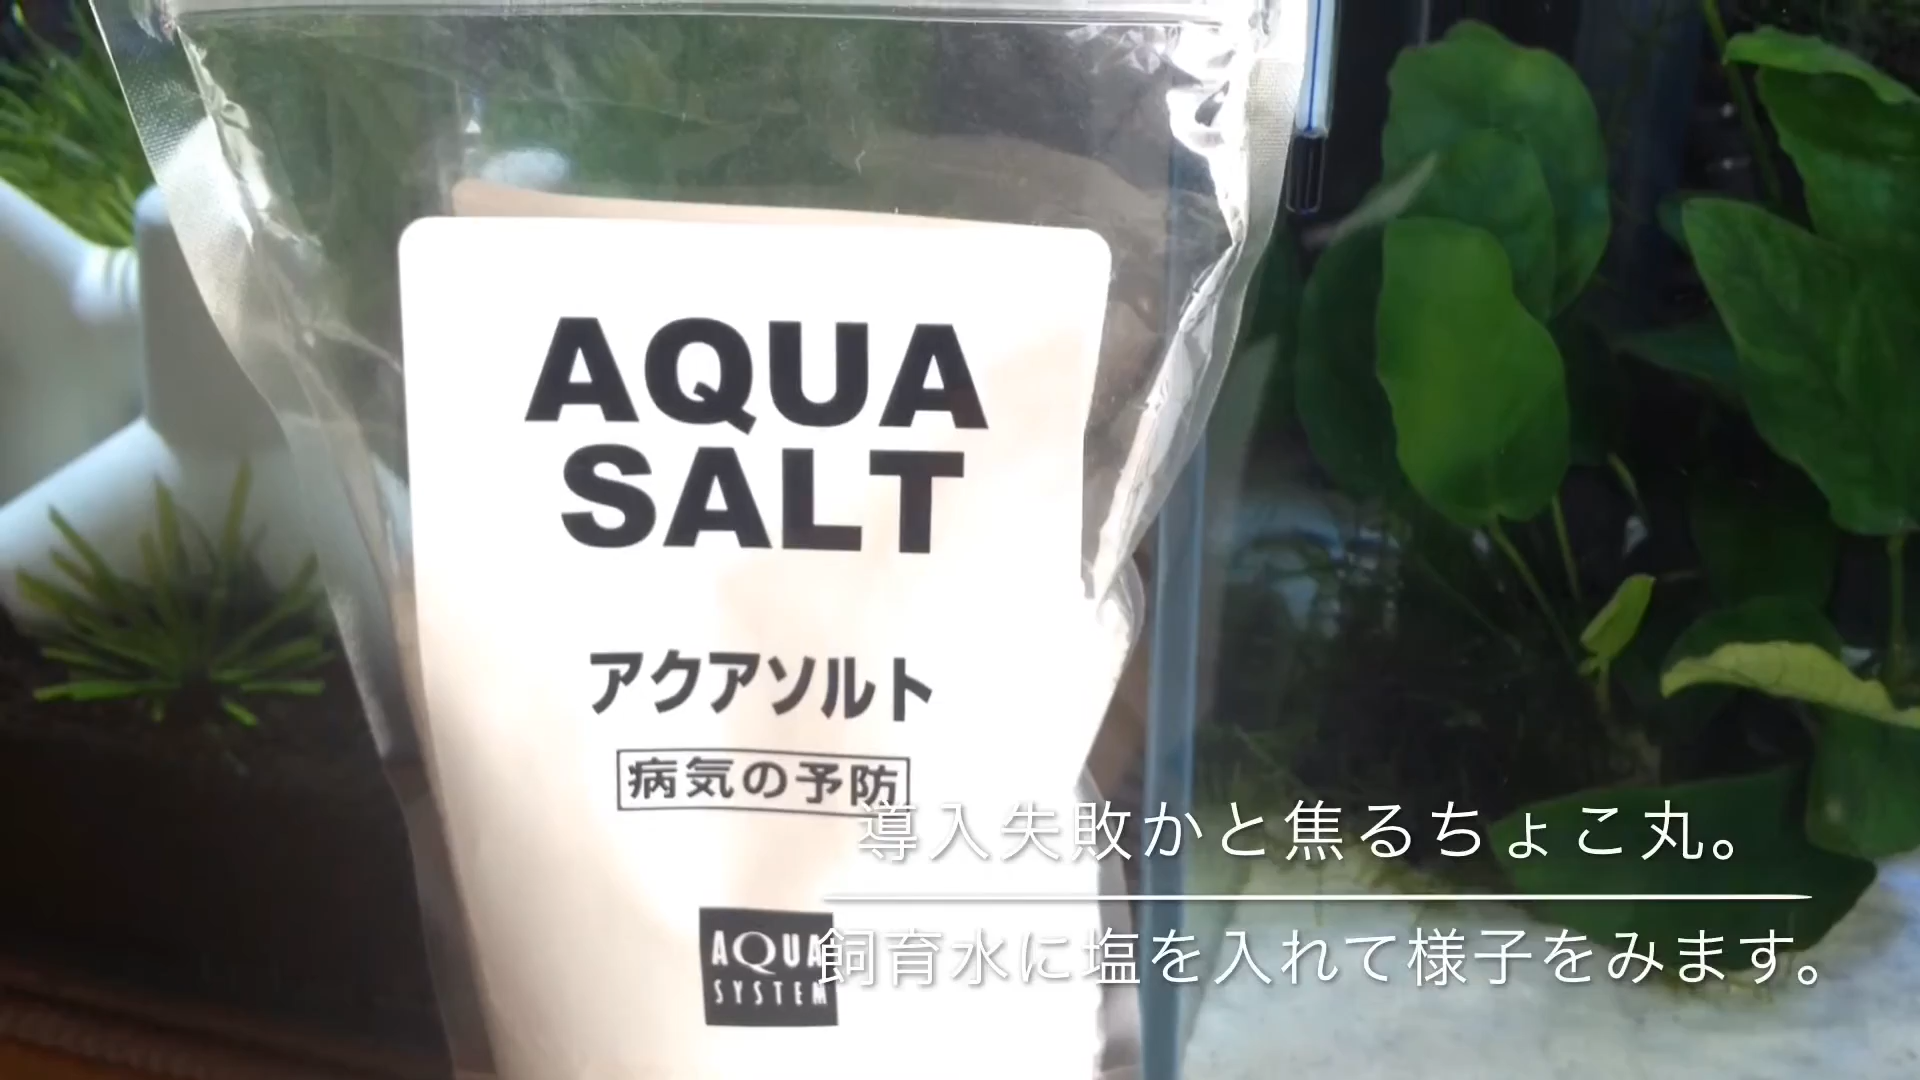 AQUA
SALT
アクアソルト
病気の予防
導入失敗かと焦るちょこ丸。
AQUA
SYSTEM
飼育水に塩を入れて様子をみます。